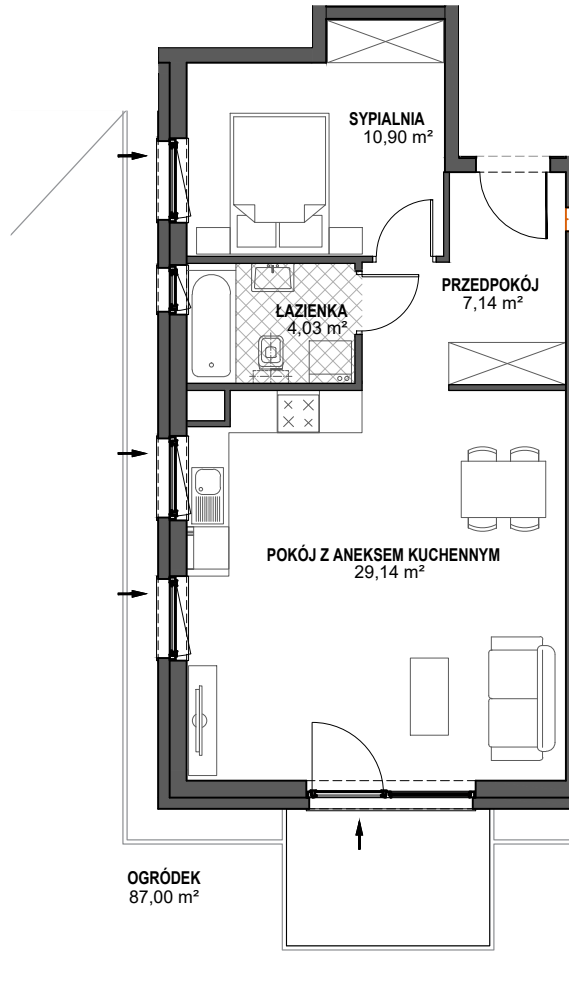 SYPIALNIA
10,90 m²
PRZEDPOKÓJ
7,14 m²
ŁAZIENKA
4,03 m²
POKÓJ Z ANEKSEM KUCHENNYM
29,14 m²
OGRÓDEK
87,00 m²